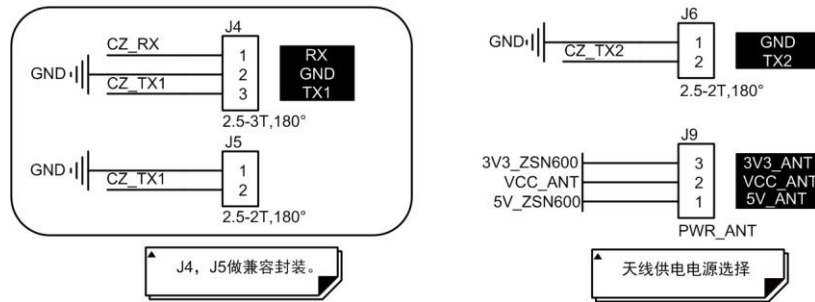 J4
CZ_RX
1
RX
GND
2
GND
CZ_TX1
3
TX1
2.5-3T,180°
J5
GND
1
CZ_TX1
2
2.5-2T,180°
J4，J5做兼容封装。
J6
GND
1
GND
CZ_TX2
2
TX2
2.5-2T,180°
J9
3V3_ZSN600
3
3V3_ANT
VCC_ANT
2
VCC_ANT
5V_ZSN600
1
5V_ANT
PWR_ANT
天线供电电源选择